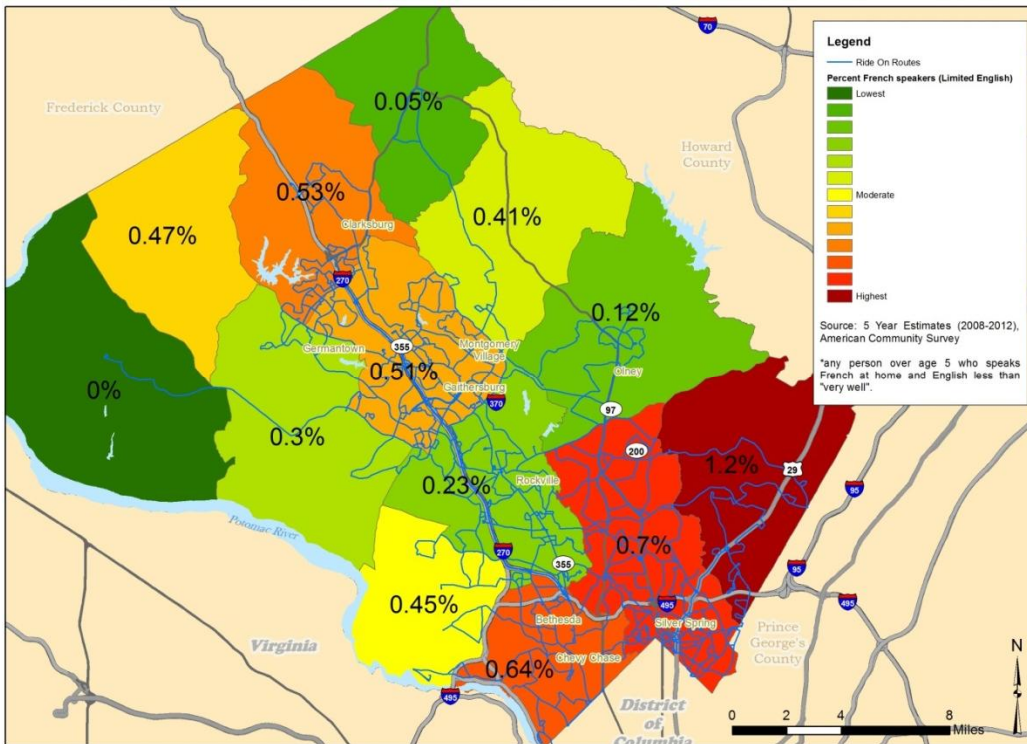 70
Legend
Ride On Routes
Percent French speakers (Limited English)
Lowest
Moderate
Highest
Source: 5 Year Estimates (2008-2012),
American Community Survey
*any person over age 5 who speaks
French at home and English less than
"very well".
Frederick County
Howard
County
0.05%
0.53%
0.41%
0.47%
Clarksburg
270
0.12%
Germantown
355
Montgomery
Village
Olney
0.51%
Gaithersburg
370
0%
97
0.3%
200
1.2%
29
0.23%
Rockville
95
Potomac River
270
355
0.7%
95
0.45%
495
495
Bethesda
Silver Spring
Prince
George's
County
Virginia
Chevy Chase
0.64%
495
District
of
Columbia
N
0 2 4 8
Miles